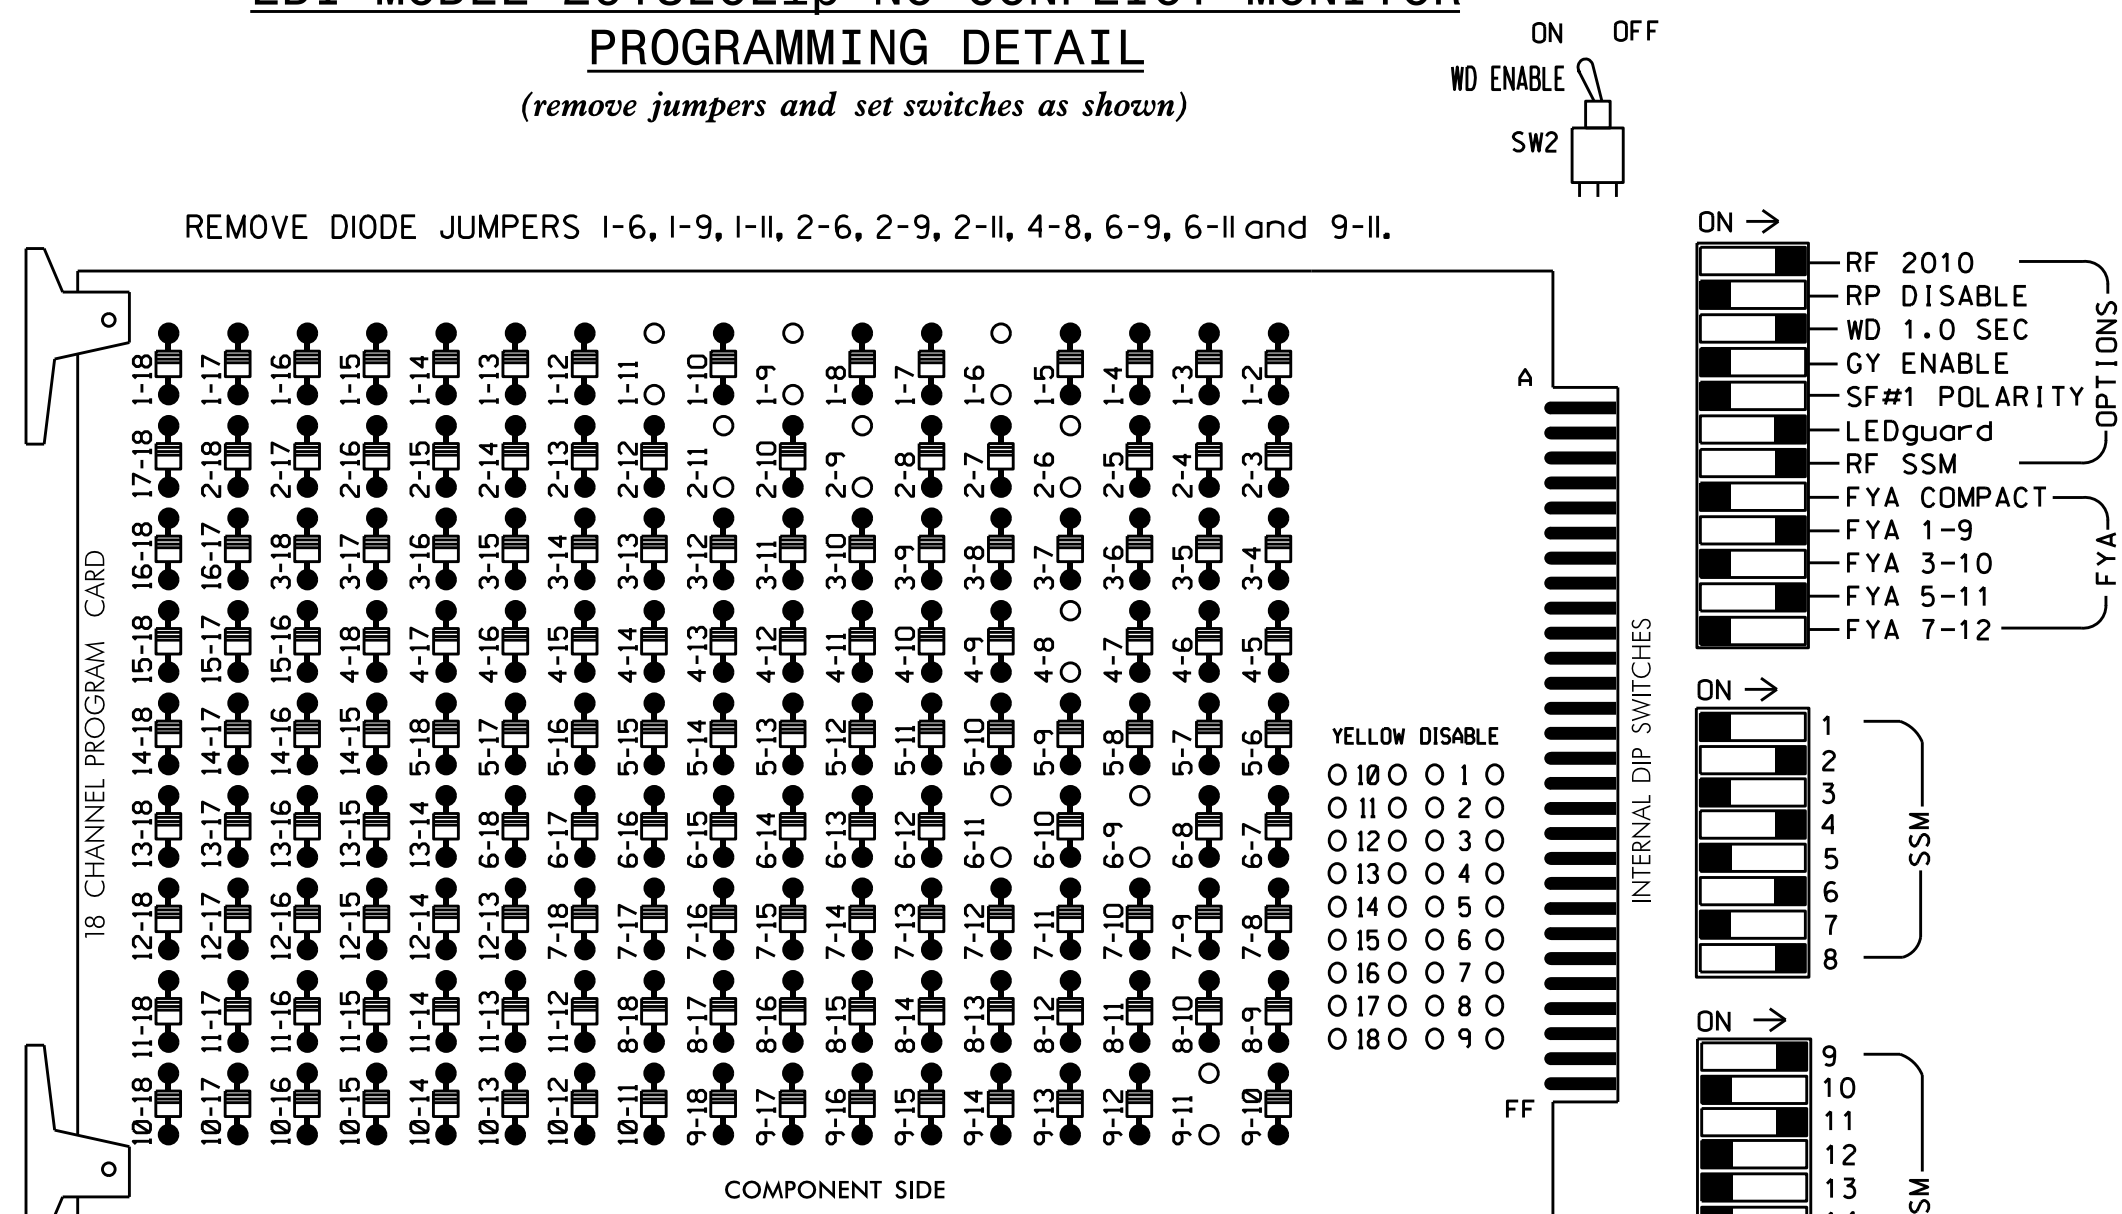 PROGRAMMING DETAIL
(remove jumpers and set switches as shown)
ON OFF
WD ENABLE
SW2
REMOVE DIODE JUMPERS 1-6, 1-9, 1-11, 2-6, 2-9, 2-11, 4-8, 6-9, 6-11 and 9-11.
18 CHANNEL PROGRAM CARD
1-18 1-17 1-16 1-15 1-14 1-13 1-12 1-11 1-10 1-9 1-8 1-7 1-6 1-5 1-4 1-3 1-2
17-18 2-18 2-17 2-16 2-15 2-14 2-13 2-12 2-11 2-10 2-9 2-8 2-7 2-6 2-5 2-4 2-3
16-18 16-17 3-18 3-17 3-16 3-15 3-14 3-13 3-12 3-11 3-10 3-9 3-8 3-7 3-6 3-5 3-4
15-18 15-17 15-16 4-18 4-17 4-16 4-15 4-14 4-13 4-12 4-11 4-10 4-9 4-8 4-7 4-6 4-5
14-18 14-17 14-16 14-15 5-18 5-17 5-16 5-15 5-14 5-13 5-12 5-11 5-10 5-9 5-8 5-7 5-6
13-18 13-17 13-16 13-15 13-14 6-18 6-17 6-16 6-15 6-14 6-13 6-12 6-11 6-10 6-9 6-8 6-7
12-18 12-17 12-16 12-15 12-14 12-13 7-18 7-17 7-16 7-15 7-14 7-13 7-12 7-11 7-10 7-9 7-8
11-18 11-17 11-16 11-15 11-14 11-13 11-12 8-18 8-17 8-16 8-15 8-14 8-13 8-12 8-11 8-10 8-9
10-18 10-17 10-16 10-15 10-14 10-13 10-12 10-11 9-18 9-17 9-16 9-15 9-14 9-13 9-12 9-11 9-10
COMPONENT SIDE
YELLOW DISABLE
10 1
11 2
12 3
13 4
14 5
15 6
16 7
17 8
18 9
A
FF
INTERNAL DIP SWITCHES
ON →
RF 2010
RP DISABLE
WD 1.0 SEC
GY ENABLE
SF#1 POLARITY
LEDguard
RF SSM
OPTIONS
FYA COMPACT
FYA 1-9
FYA 3-10
FYA 5-11
FYA 7-12
FYA
ON →
1
2
3
4
5
6
7
8
SSM
ON →
9
10
11
12
13